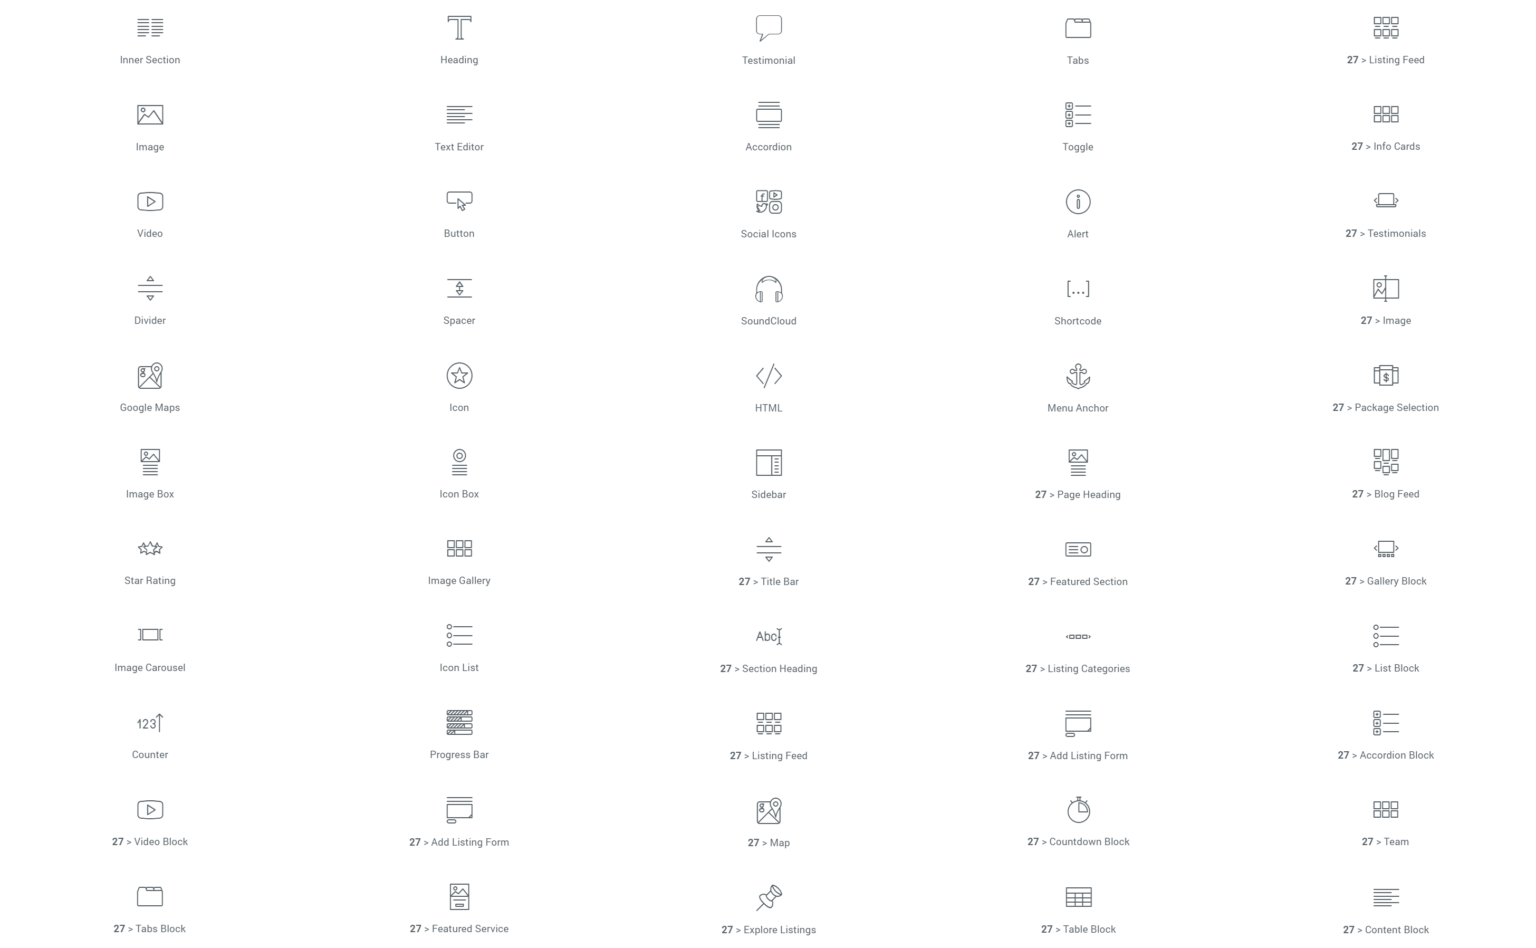 Inner Section
Heading
Testimonial
Tabs
27 > Listing Feed
Image
Text Editor
Accordion
Toggle
27 > Info Cards
Video
Button
Social Icons
Alert
27 > Testimonials
Divider
Spacer
SoundCloud
[...]
Shortcode
27 > Image
Google Maps
Icon
HTML
Menu Anchor
$
27 > Package Selection
Image Box
Icon Box
Sidebar
27 > Page Heading
27 > Blog Feed
Star Rating
Image Gallery
27 > Title Bar
27 > Featured Section
27 > Gallery Block
Image Carousel
Icon List
Abc
27 > Section Heading
27 > Listing Categories
27 > List Block
123
Counter
Progress Bar
27 > Listing Feed
27 > Add Listing Form
27 > Accordion Block
27 > Video Block
27 > Add Listing Form
27 > Map
27 > Countdown Block
27 > Team
27 > Tabs Block
27 > Featured Service
27 > Explore Listings
27 > Table Block
27 > Content Block